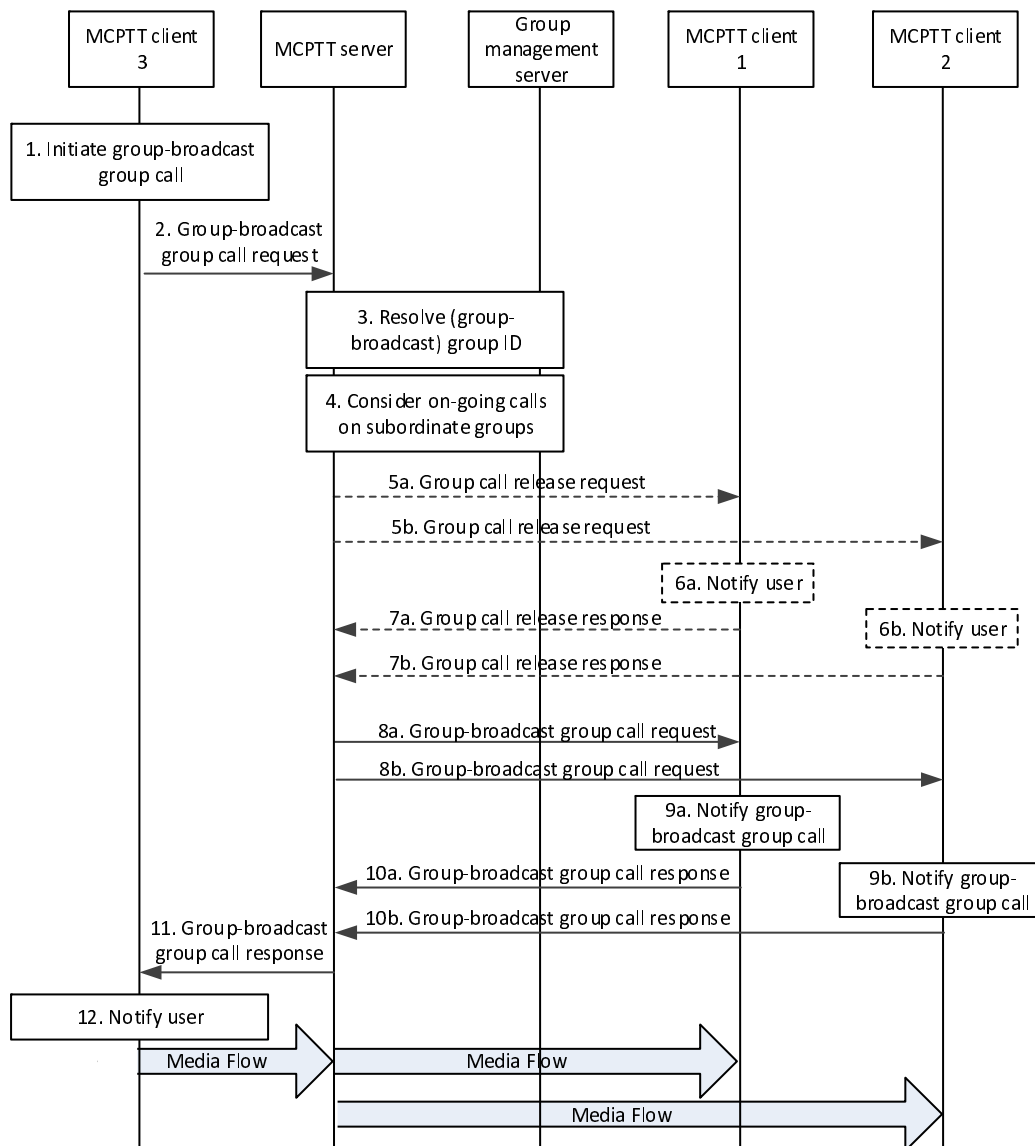 MCPTT client
3
MCPTT server
Group
management
server
MCPTT client
1
MCPTT client
2
1. Initiate group-broadcast
group call
2. Group-broadcast
group call request
3. Resolve (group-
broadcast) group ID
4. Consider on-going calls
on subordinate groups
5a. Group call release request
5b. Group call release request
6a. Notify user
7a. Group call release response
6b. Notify user
7b. Group call release response
8a. Group-broadcast group call request
8b. Group-broadcast group call request
9a. Notify group-
broadcast group call
10a. Group-broadcast group call response
9b. Notify group-
broadcast group call
10b. Group-broadcast group call response
11. Group-broadcast
group call response
12. Notify user
Media Flow
Media Flow
Media Flow